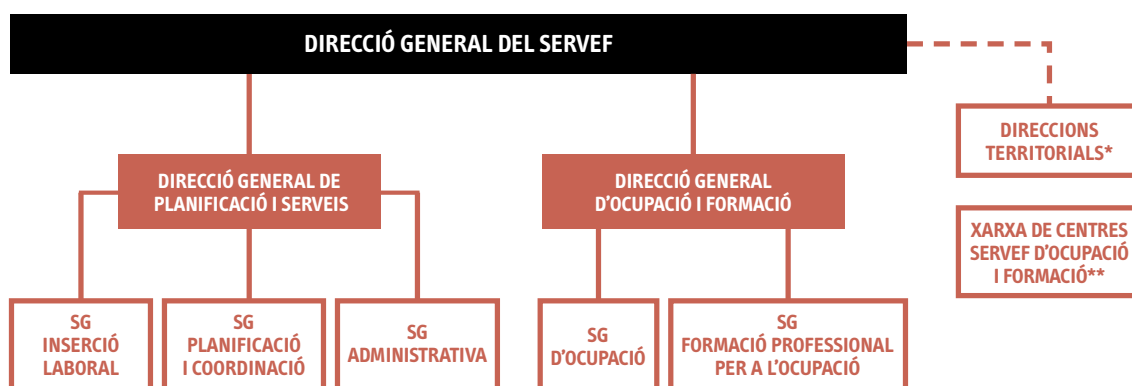 DIRECCIÓ GENERAL DEL SERVEF
DIRECCIONS
TERRITORIALS*
DIRECCIÓ GENERAL DE
PLANIFICACIÓ I SERVEIS
DIRECCIÓ GENERAL
D'OCUPACIÓ I FORMACIÓ
XARXA DE CENTRES
SERVEF D'OCUPACIÓ
I FORMACIÓ**
SG
INSERCIÓ
LABORAL
SG
PLANIFICACIÓ
I COORDINACIÓ
SG
ADMINISTRATIVA
SG
D'OCUPACIÓ
SG
FORMACIÓ PROFESSIONAL
PER A L'OCUPACIÓ